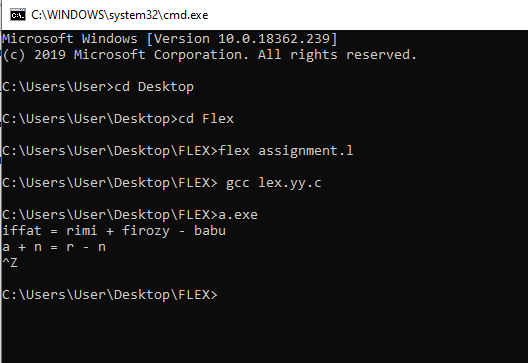 C:\WINDOWS\system32\cmd.exe
Microsoft Windows [Version 10.0.18362.239]
(c) 2019 Microsoft Corporation. All rights reserved.
C:\Users\User>cd Desktop
C:\Users\User\Desktop>cd Flex
C:\Users\User\Desktop\FLEX>flex assignment.l
C:\Users\User\Desktop\FLEX> gcc lex.yy.c
C:\Users\User\Desktop\FLEX>a.exe
iffat = rimi + firozy - babu
a + n = r - n
^Z
C:\Users\User\Desktop\FLEX>